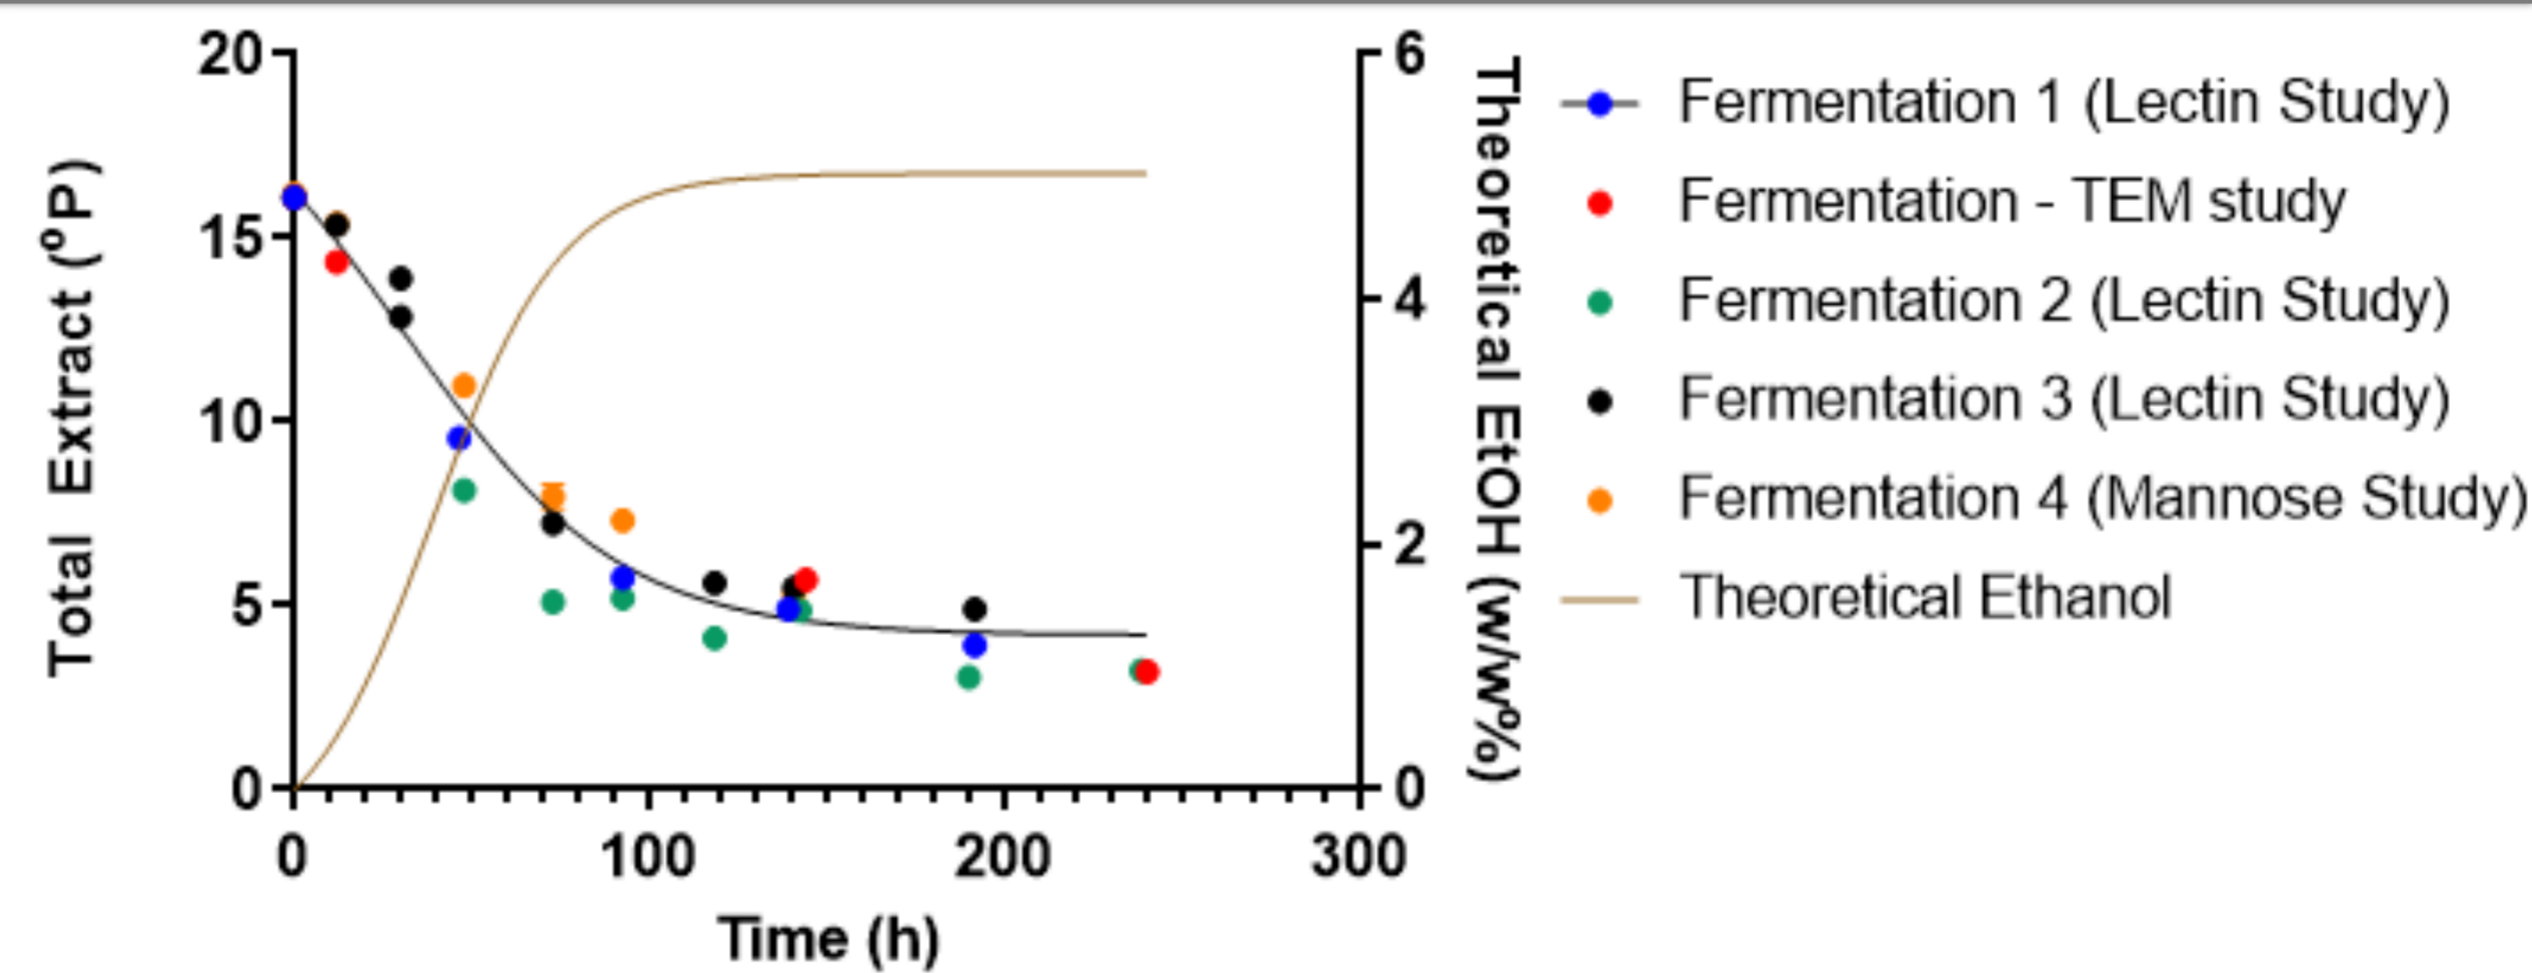 Total Extract (ºP)
20
15
10
5
0
0
100
200
300
Time (h)
6
4
2
0
Theoretical EtOH (w/w%)
Fermentation 1 (Lectin Study)
Fermentation - TEM study
Fermentation 2 (Lectin Study)
Fermentation 3 (Lectin Study)
Fermentation 4 (Mannose Study)
Theoretical Ethanol